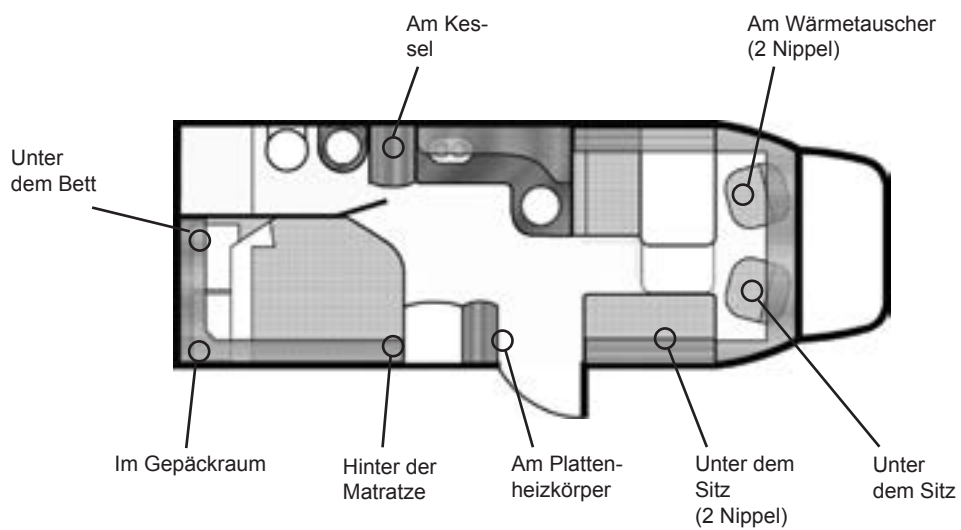 Am Kes-
sel
Am Wärmetauscher
(2 Nippel)
Unter
dem Bett
Im Gepäckraum
Hinter der
Matratze
Am Platten-
heizkörper
Unter dem
Sitz
(2 Nippel)
Unter
dem Sitz